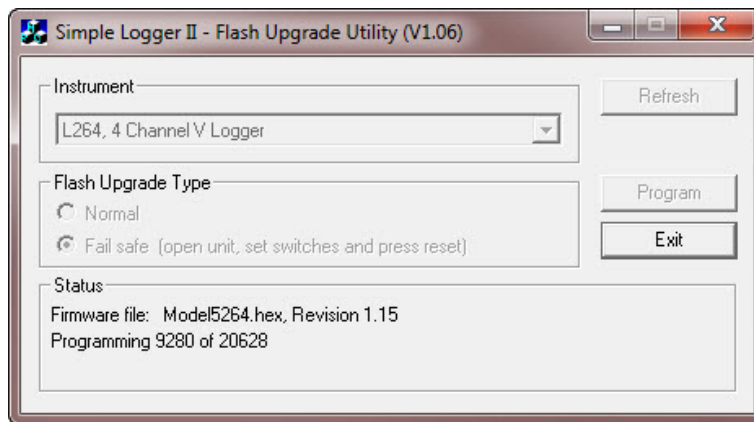 Simple Logger II - Flash Upgrade Utility (V1.06)
Instrument
L264, 4 Channel V Logger
Refresh
Flash Upgrade Type
Normal
Fail safe (open unit, set switches and press reset)
Program
Exit
Status
Firmware file: Model5264.hex, Revision 1.15
Programming 9280 of 20628